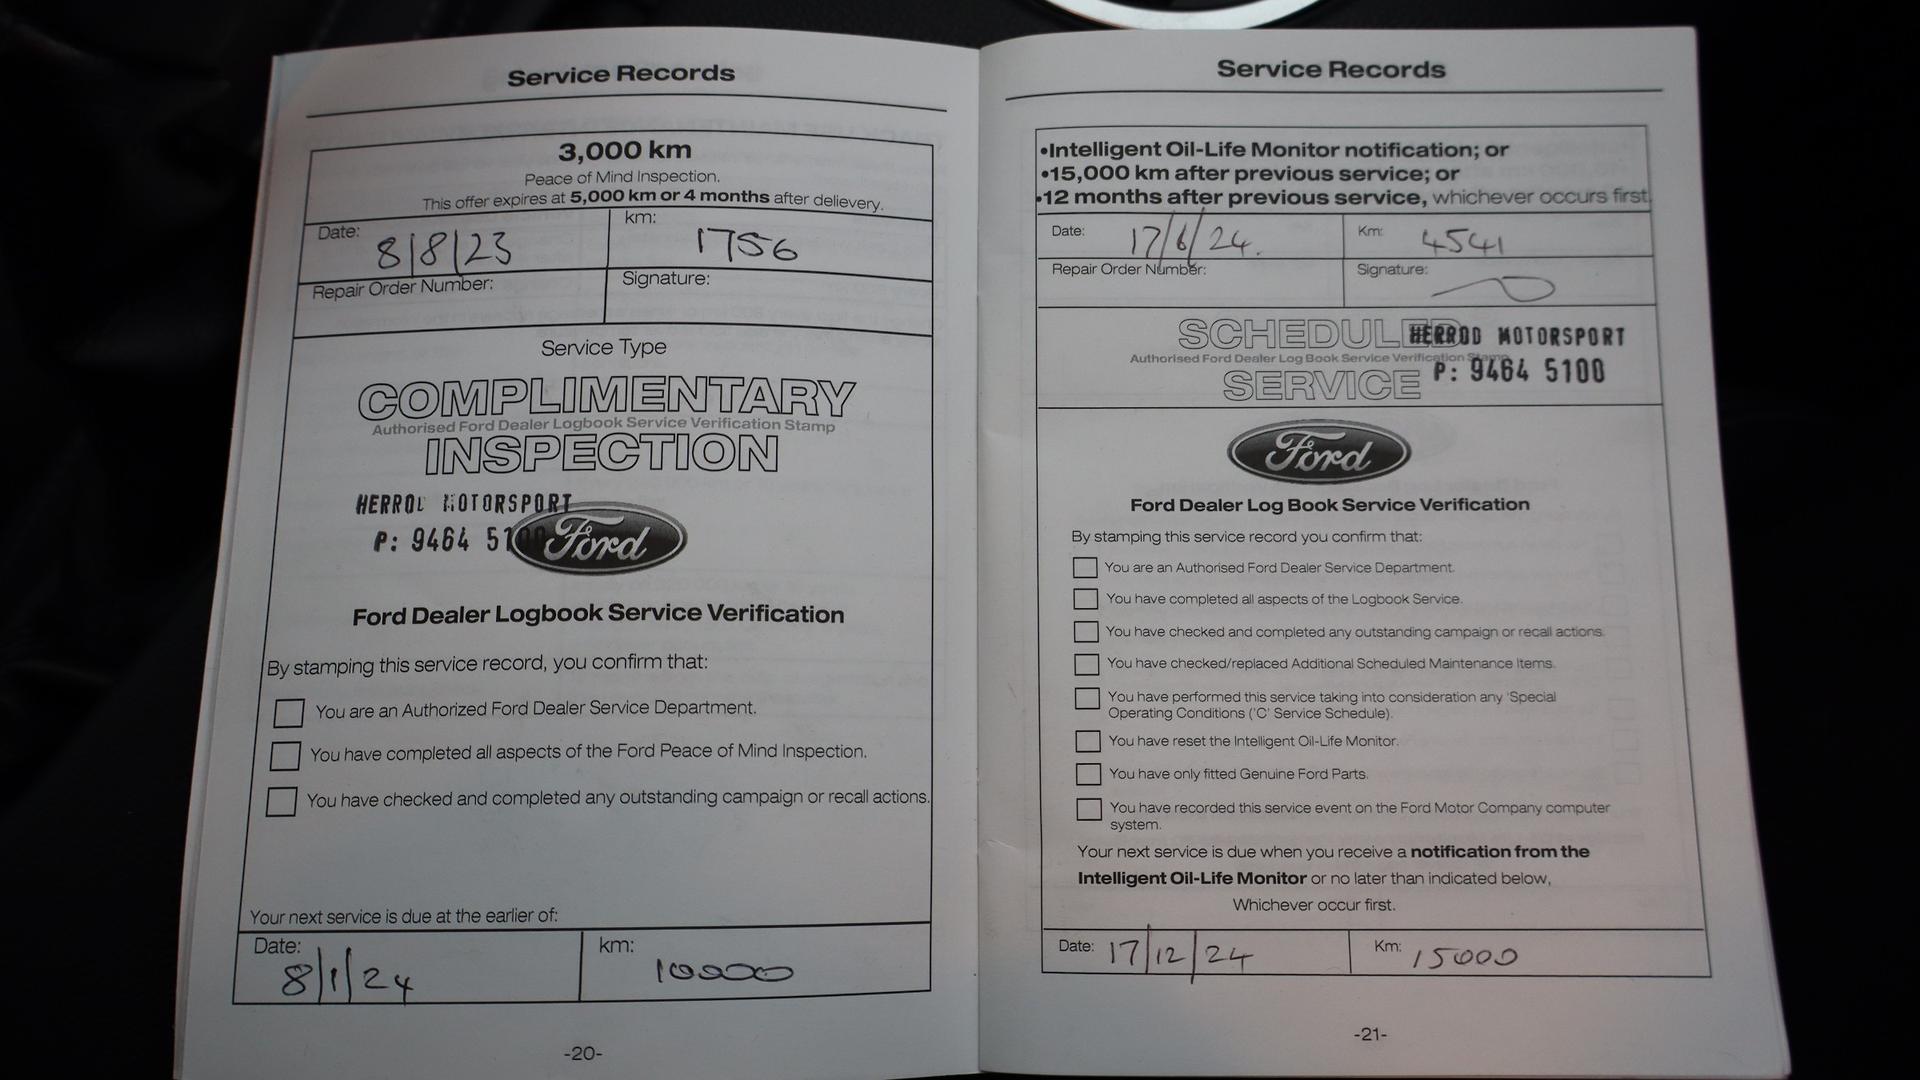 Service Records
3,000 km
Peace of Mind Inspection.
This offer expires at 5,000 km or 4 months after delievery.
Date: 8/8/23 km: 1756
Repair Order Number: Signature:
Service Type
COMPLIMENTARY
Authorised Ford Dealer Logbook Service Verification Stamp
INSPECTION
HERROD MOTORSPORT
P: 9464 5100
Ford
Ford Dealer Logbook Service Verification
By stamping this service record, you confirm that:
You are an Authorized Ford Dealer Service Department.
You have completed all aspects of the Ford Peace of Mind Inspection.
You have checked and completed any outstanding campaign or recall actions.
Your next service is due at the earlier of:
Date: 8/1/24 km: 10000
-20-
Service Records
•Intelligent Oil-Life Monitor notification; or
•15,000 km after previous service; or
•12 months after previous service, whichever occurs first.
Date: 17/6/24. Km: 4541
Repair Order Number: Signature:
SCHEDULED
HERROD MOTORSPORT
Authorised Ford Dealer Log Book Service Verification Stamp
SERVICE
P: 9464 5100
Ford
Ford Dealer Log Book Service Verification
By stamping this service record you confirm that:
You are an Authorised Ford Dealer Service Department.
You have completed all aspects of the Logbook Service.
You have checked and completed any outstanding campaign or recall actions.
You have checked/replaced Additional Scheduled Maintenance Items.
You have performed this service taking into consideration any 'Special
Operating Conditions ('C' Service Schedule).
You have reset the Intelligent Oil-Life Monitor.
You have only fitted Genuine Ford Parts.
You have recorded this service event on the Ford Motor Company computer
system.
Your next service is due when you receive a notification from the
Intelligent Oil-Life Monitor or no later than indicated below,
Whichever occur first.
Date: 17/12/24 Km: 15000
-21-